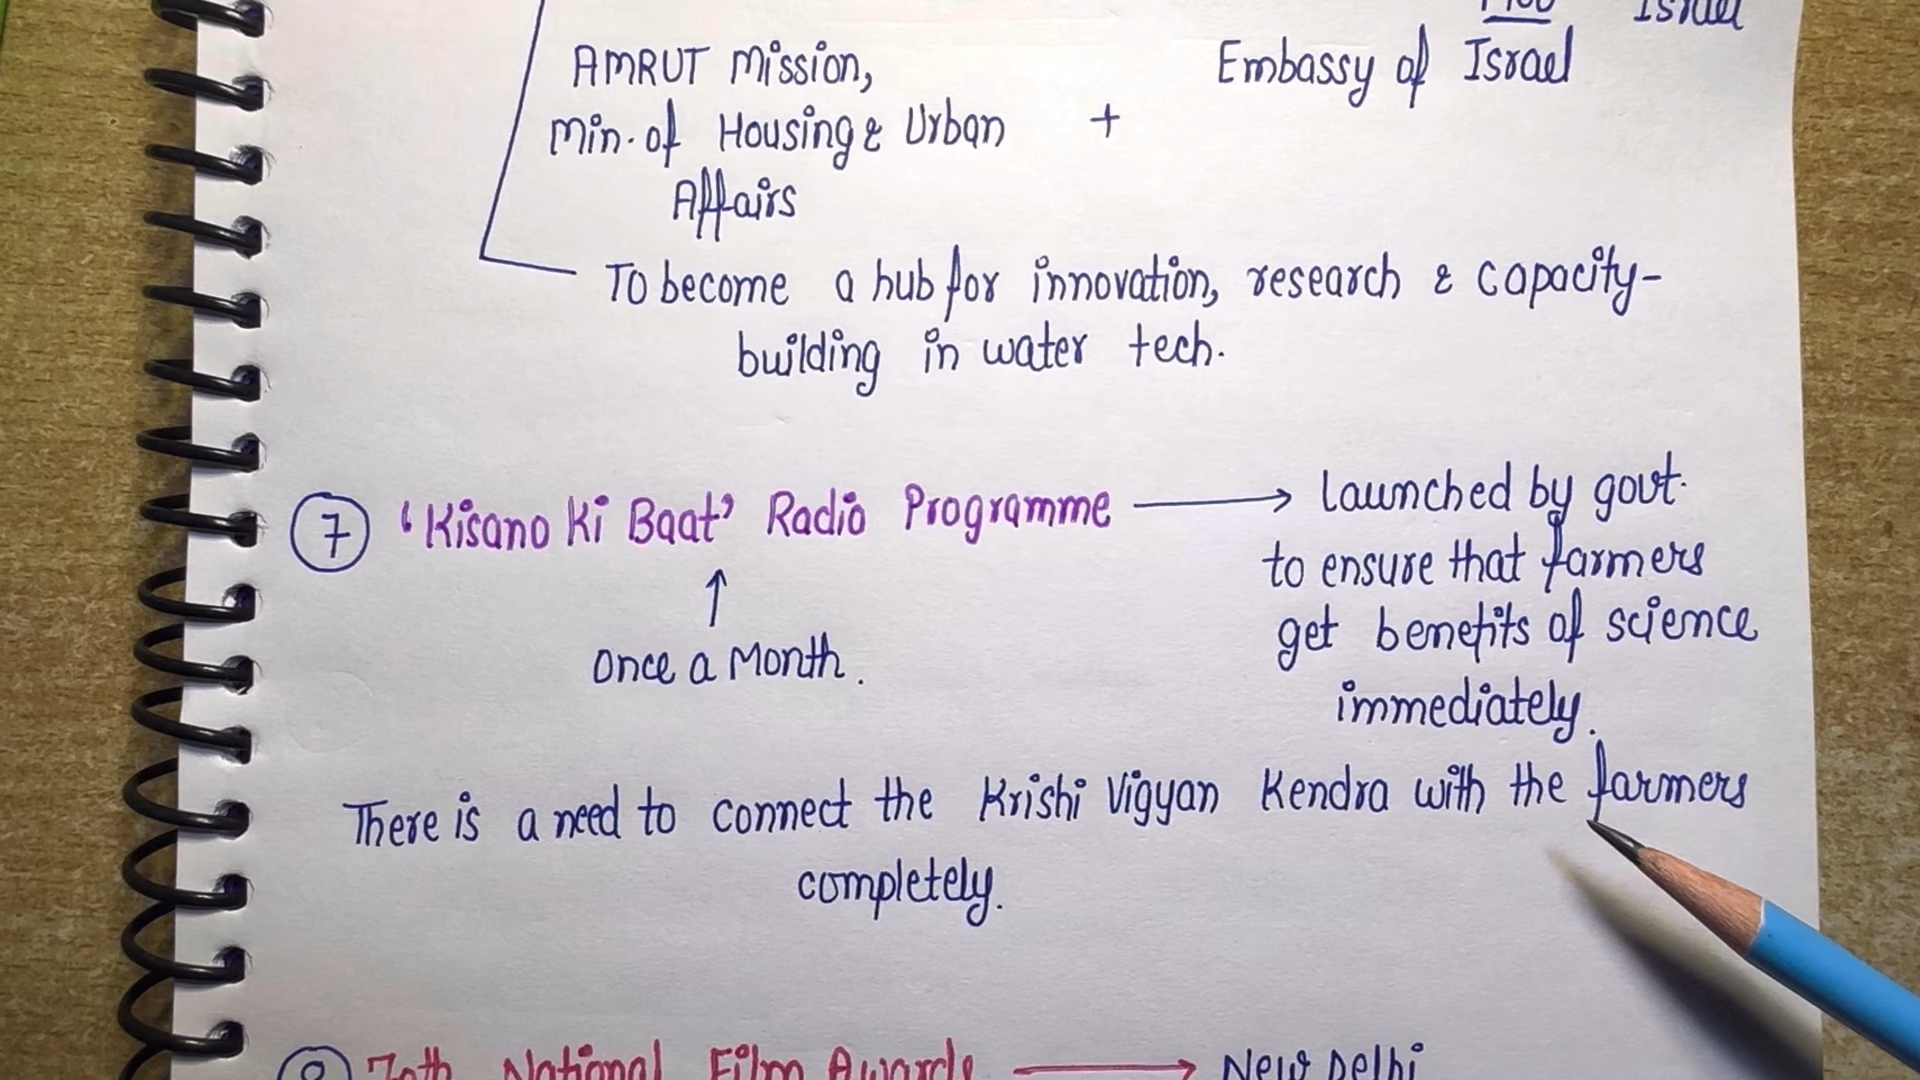 Israel
AMRUT Mission,
Embassy of Israel
Min. of Housing & Urban
+
Affairs
To become a hub for innovation, research & capacity-
building in water tech.
7 'Kisano Ki Baat' Radio Programme → Launched by govt.
to ensure that farmers
get benefits of science
immediately.
↑
Once a Month.
There is a need to connect the Krishi Vigyan Kendra with the farmers
completely.
8 70th National Film Awards → New Delhi